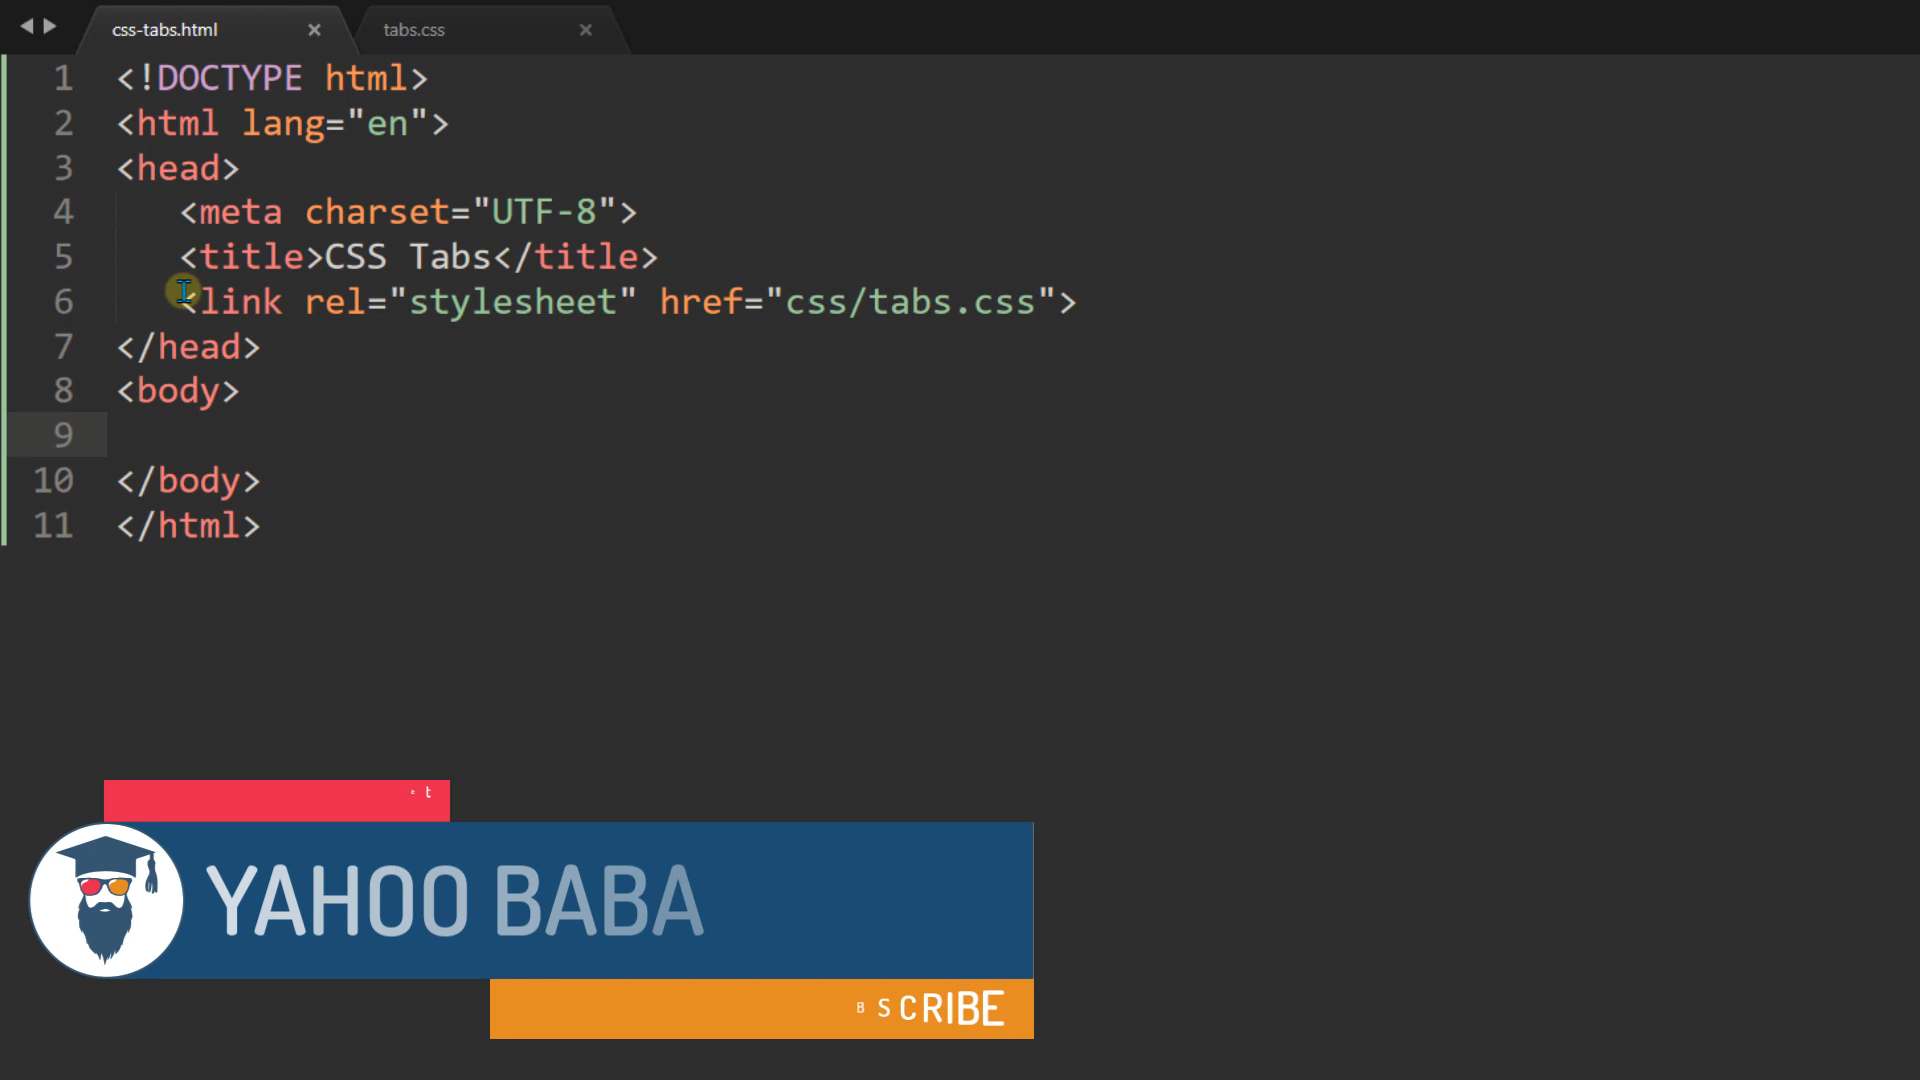 css-tabs.html × tabs.css ×
1 <!DOCTYPE html>
2 <html lang="en">
3 <head>
4 <meta charset="UTF-8">
5 <title>CSS Tabs</title>
6 <link rel="stylesheet" href="css/tabs.css">
7 </head>
8 <body>
9
10 </body>
11 </html>
YAHOO BABA
BSCRIBE